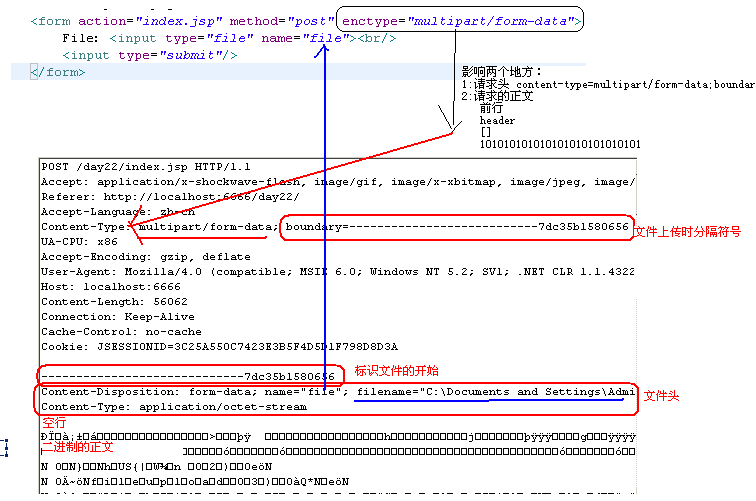 <form action="index.jsp" method="post" enctype="multipart/form-data">
File: <input type="file" name="file"><br/>
<input type="submit"/>
</form>
影响两个地方:
1:请求头 content-type=multipart/form-data;boundar
2:请求的正文
前行
header
[]
1010101010101010101010101
POST /day22/index.jsp HTTP/1.1
Accept: application/x-shockwave-flash, image/gif, image/x-xbitmap, image/jpeg, image/
Referer: http://localhost:6666/day22/
Accept-Language: zh-cn
Content-Type: multipart/form-data; boundary=---------------------------7dc35b1580656
文件上传时分隔符号
UA-CPU: x86
Accept-Encoding: gzip, deflate
User-Agent: Mozilla/4.0 (compatible; MSIE 6.0; Windows NT 5.2; SV1; .NET CLR 1.1.4322
Host: localhost:6666
Content-Length: 56062
Connection: Keep-Alive
Cache-Control: no-cache
Cookie: JSESSIONID=3C25A550C7423E3B5F4D5D1F798D8D3A
标识文件的开始
-----------------------------7dc35b1580656
Content-Disposition: form-data; name="file"; filename="C:\Documents and Settings\Admi
文件头
Content-Type: application/octet-stream
空行
二进制的正文